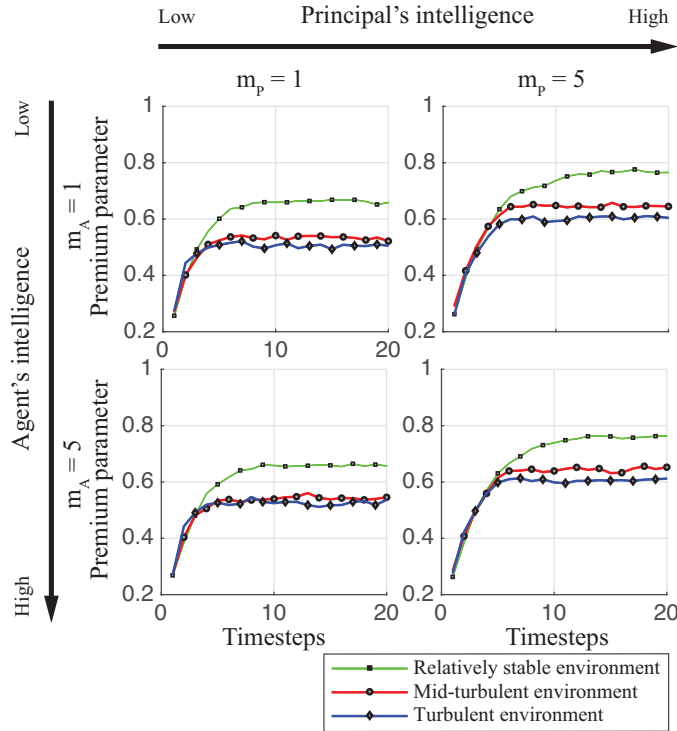 Principal's intelligence
Low
High
m_P = 1
m_P = 5
Agent's intelligence
Low
High
m_A = 1
Premium parameter
1
0.8
0.6
0.4
0.2
0
10
20
1
0.8
0.6
0.4
0.2
m_A = 5
Premium parameter
1
0.8
0.6
0.4
0.2
0
10
20
Timesteps
1
0.8
0.6
0.4
0.2
0
10
20
Timesteps
Relatively stable environment
Mid-turbulent environment
Turbulent environment